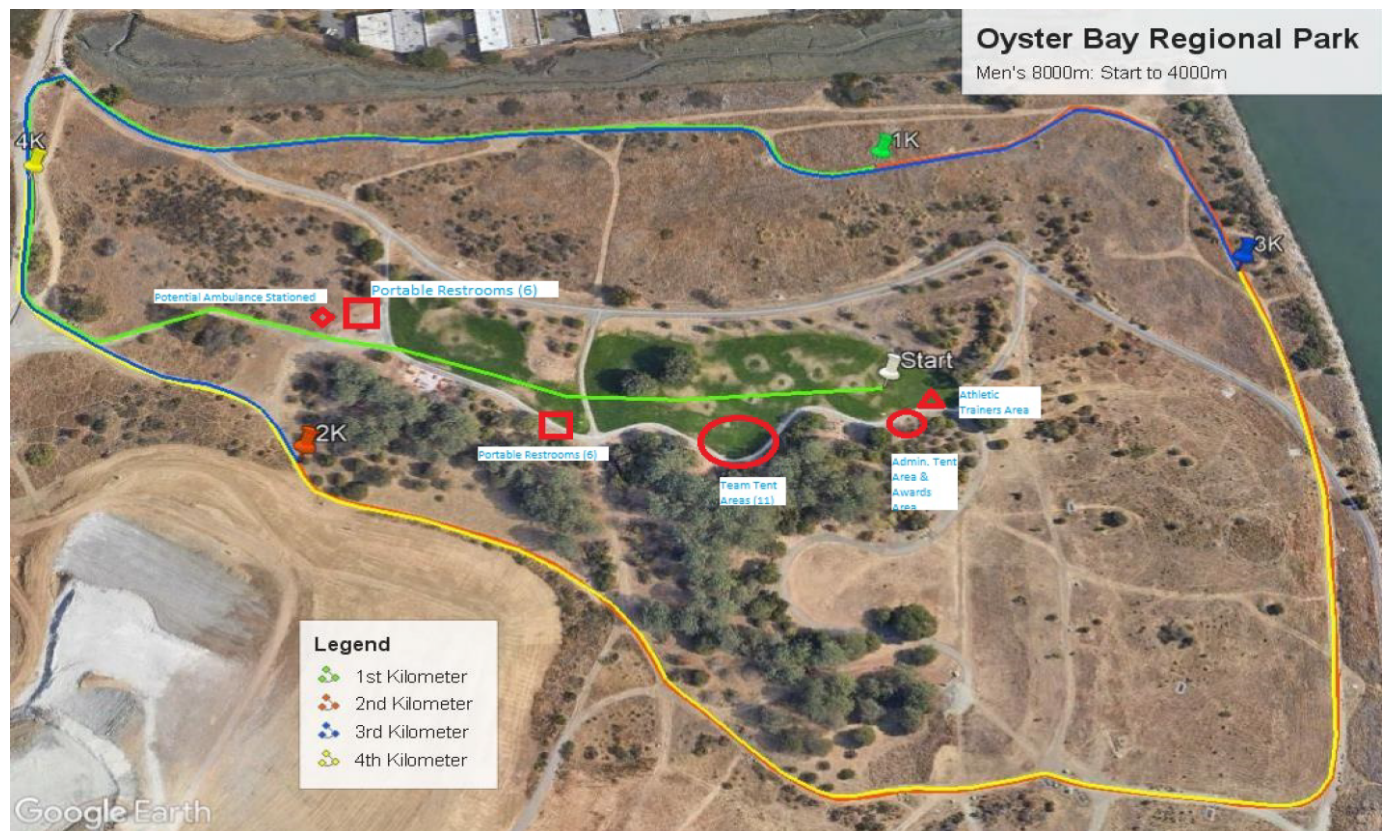 Oyster Bay Regional Park
Men's 8000m: Start to 4000m
4K
1K
3K
Portable Restrooms (6)
Potential Ambulance Stationed
Start
Athletic
Trainers Area
2K
Portable Restrooms (6)
Team Tent
Areas (11)
Admin. Tent
Area &
Awards
Area
Legend
1st Kilometer
2nd Kilometer
3rd Kilometer
4th Kilometer
Google Earth